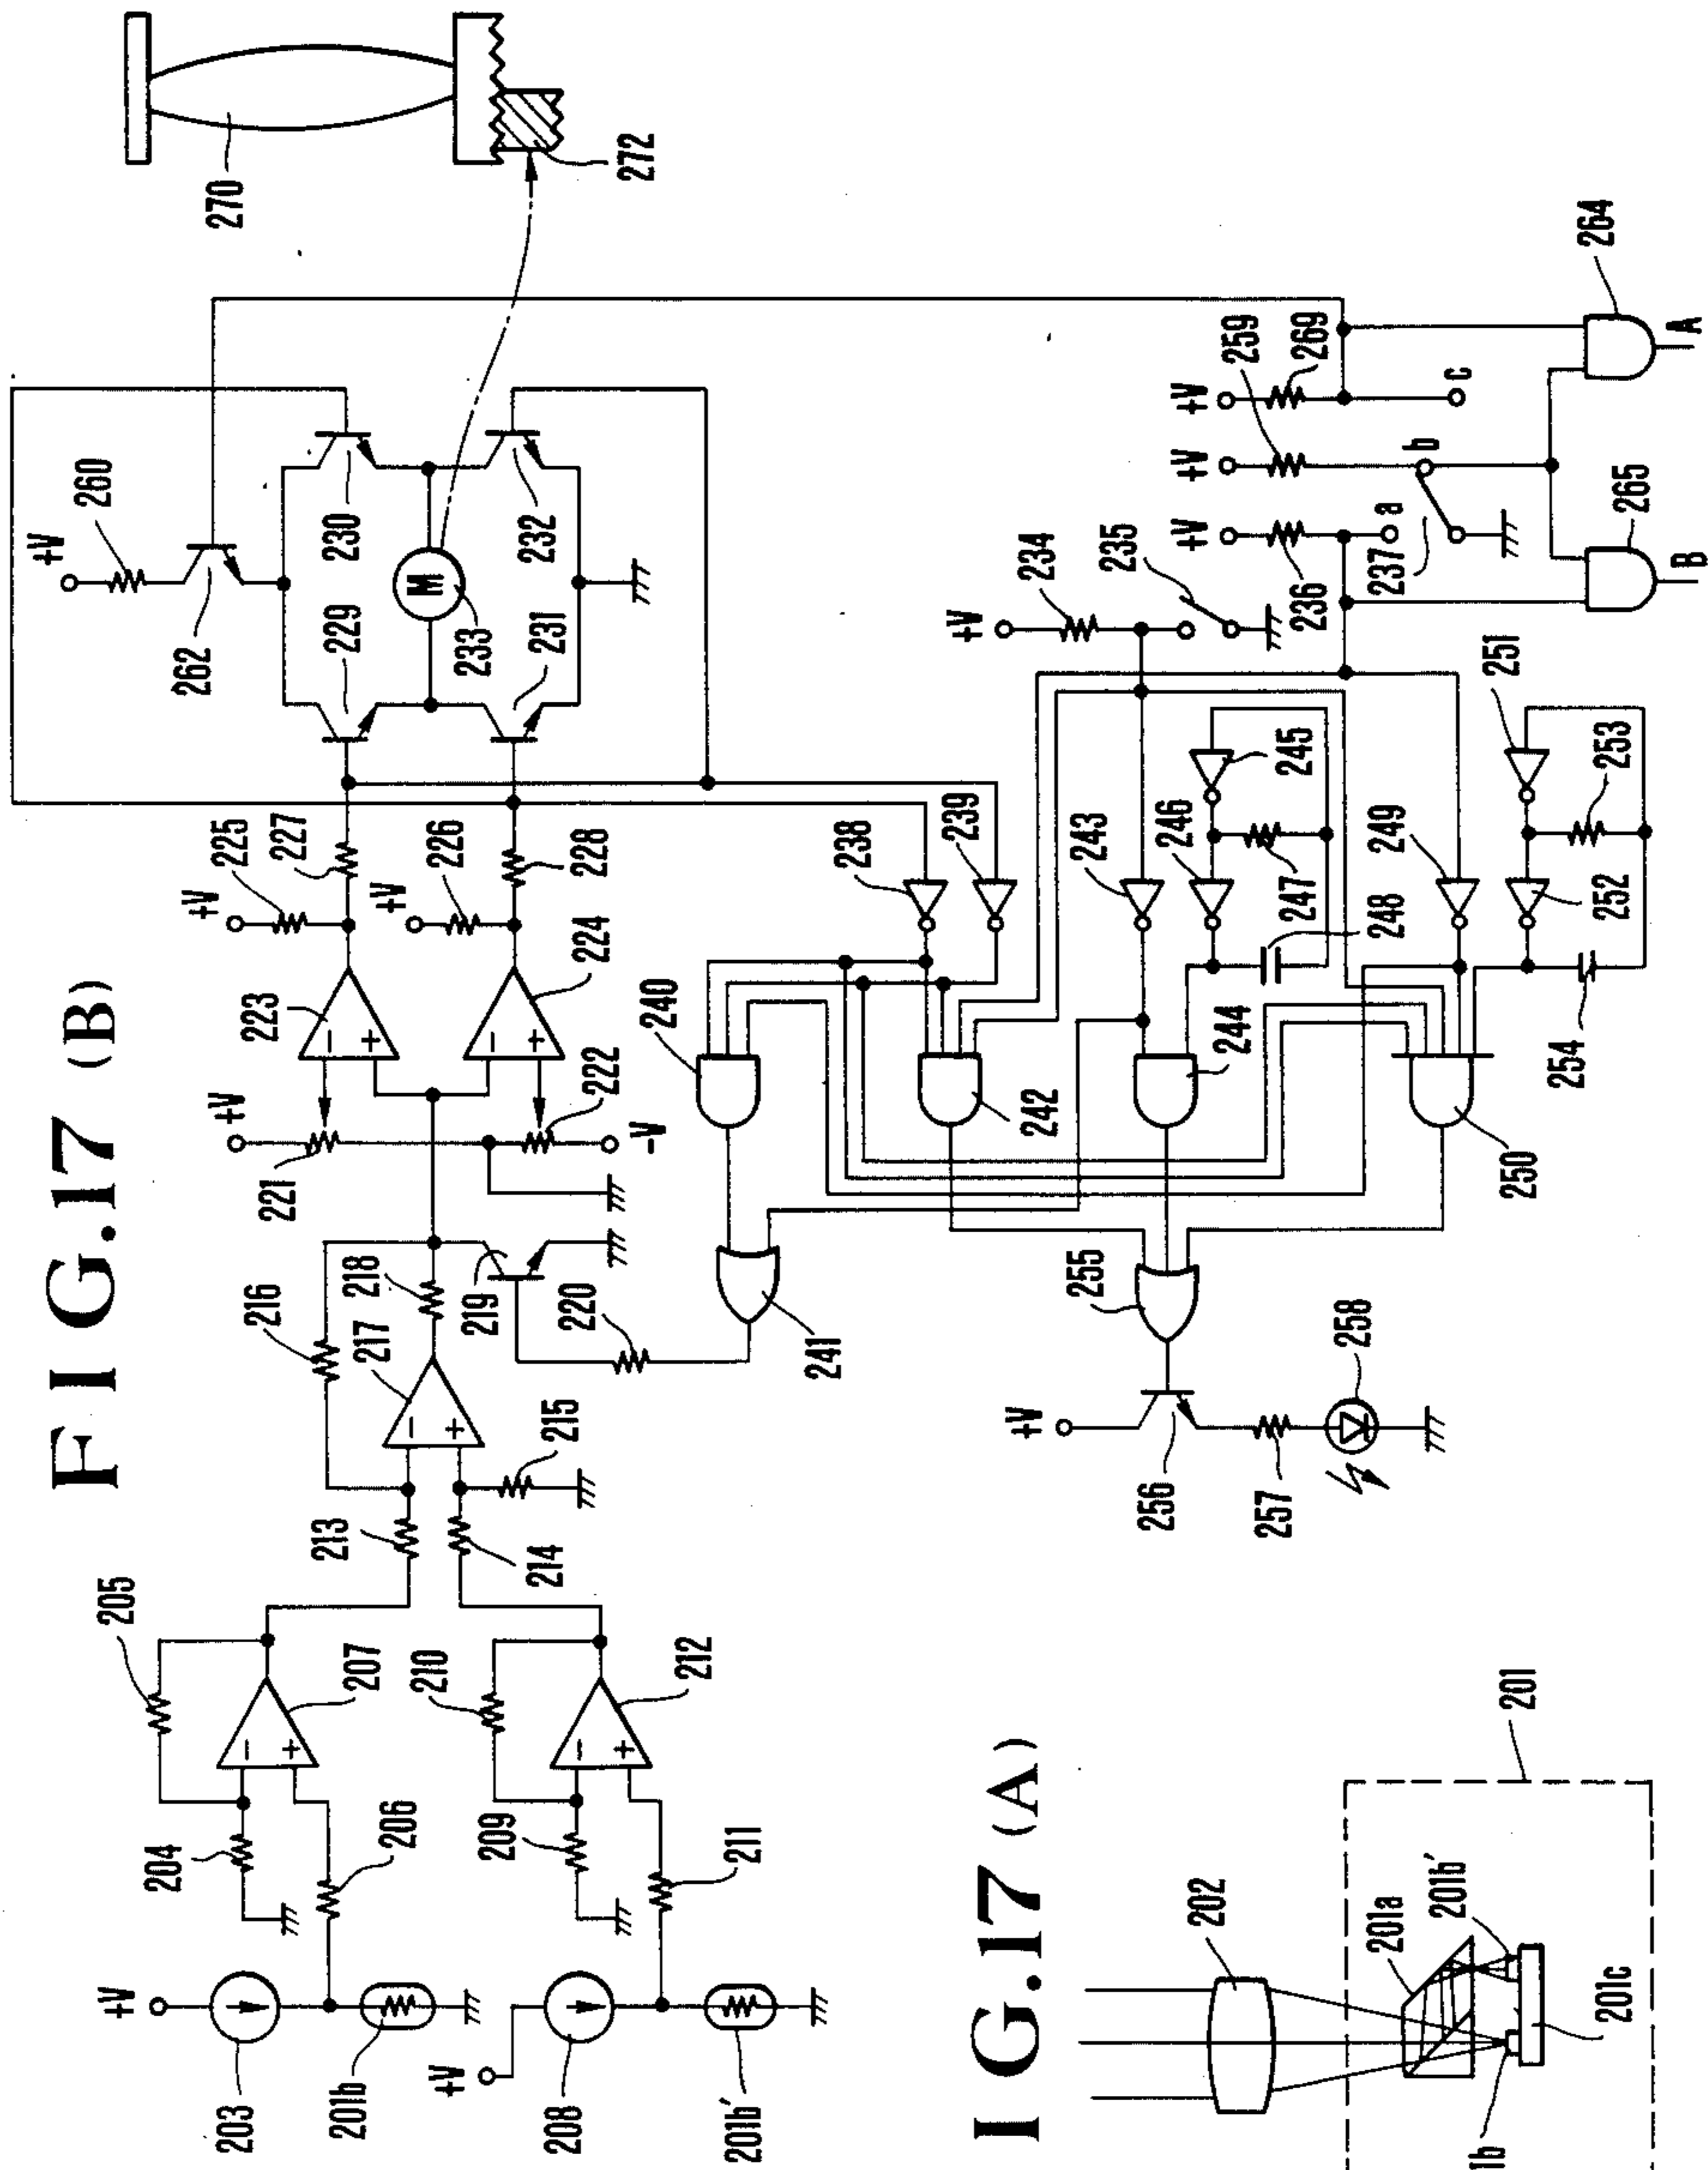 FIG.17 (B)
+V
+V
260
262
229
230
270
M
233
231
232
272
+V
225
227
+V
226
228
223
-
+
224
-
+
+V
221
222
-V
216
217
-
+
218
219
220
213
214
215
205
207
-
+
204
206
+V
203
201b
210
212
-
+
209
211
+V
208
201b'
238
239
240
241
242
243
244
245
246
247
248
249
250
251
252
253
254
255
+V
256
257
258
+V
234
235
+V
236
237
a
+V
259
b
+V
269
c
264
A
265
B
I G.17 (A)
202
201
201a
201b'
201c
1b